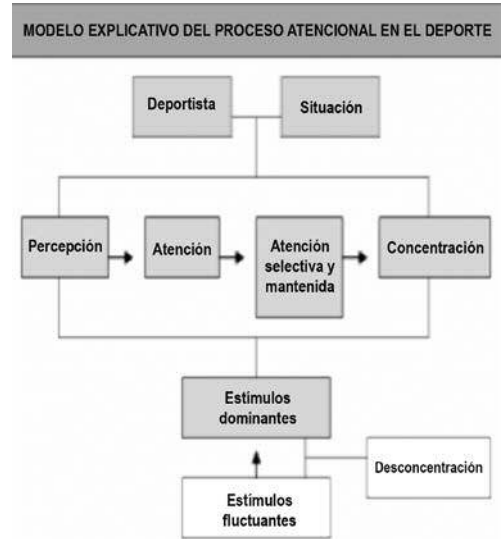 MODELO EXPLICATIVO DEL PROCESO ATENCIONAL EN EL DEPORTE
Deportista
Situación
Percepción
Atención
Atención
selectiva y
mantenida
Concentración
Estímulos
dominantes
Desconcentración
Estímulos
fluctuantes